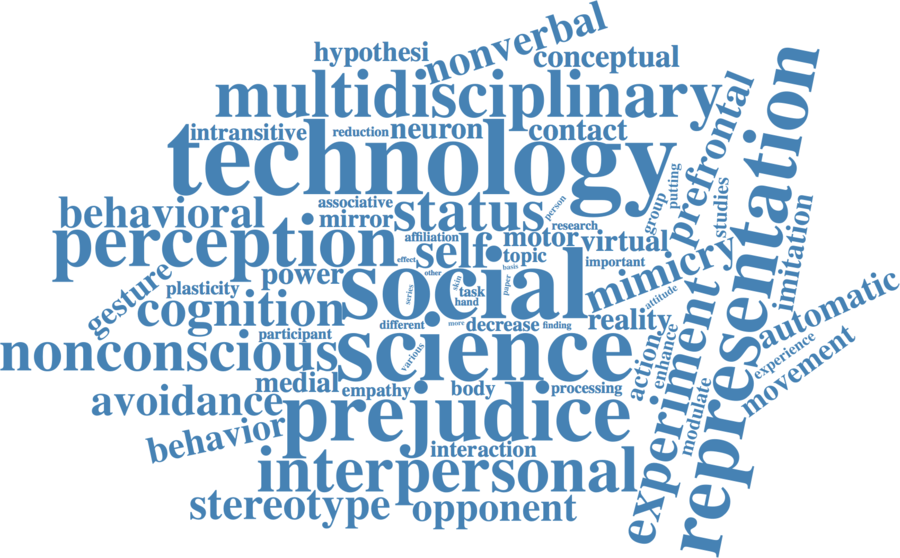 hypothesi
nonverbal
conceptual
multidisciplinary
intransitive
reduction
neuron
contact
technology
prefrontal
representation
putting
group
studies
person
associative
behavioral
mirror
status
research
perception
affiliation
self
motor
virtual
imitation
effect
topic
important
mimicry
basis
other
power
social
skin
paper
gesture
plasticity
series
task
hand
attitude
cognition
different
more
decrease
finding
reality
automatic
participant
science
various
action
enhance
experiment
experience
movement
nonconscious
medial
empathy
body
processing
modulate
avoidance
prejudice
behavior
interaction
interpersonal
stereotype
opponent